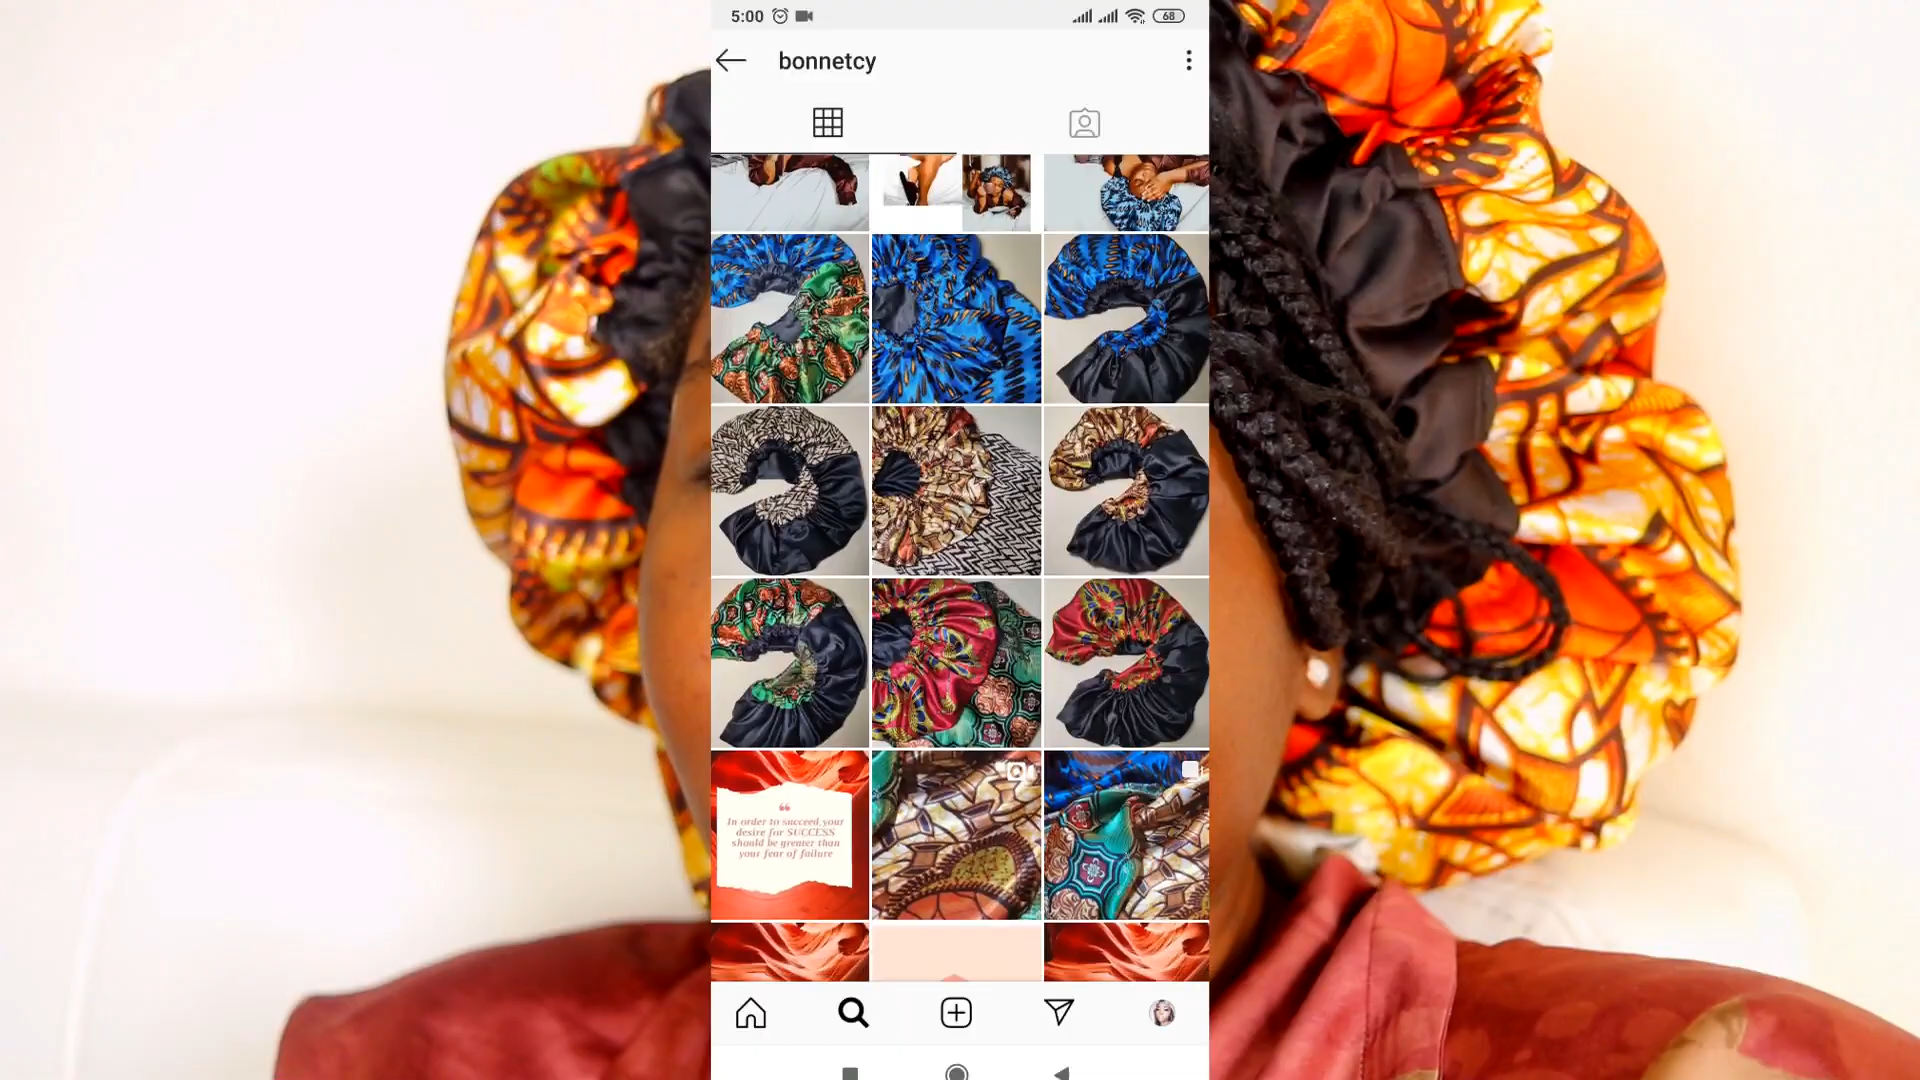 5:00
68
bonnetcy
❝
In order to succeed, your
desire for SUCCESS
should be greater than
your fear of failure